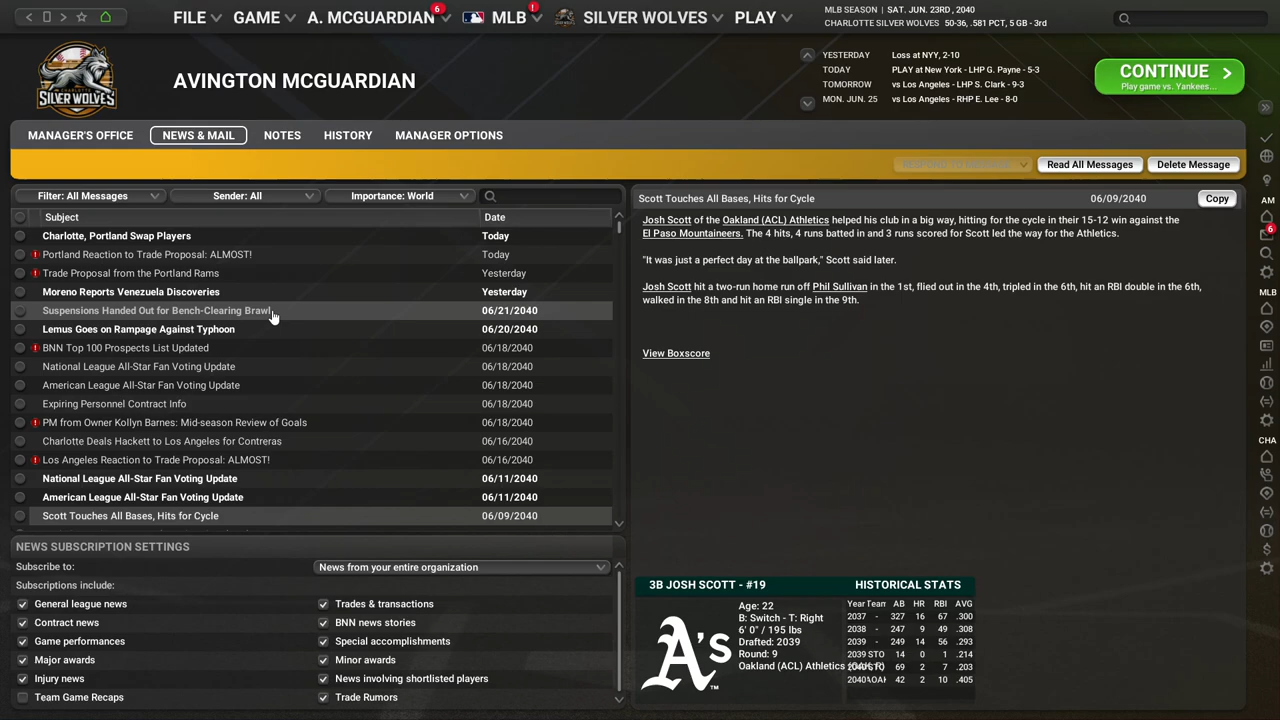 FILE GAME A. MCGUARDIAN 6 MLB ! SILVER WOLVES PLAY
MLB SEASON | SAT. JUN. 23RD, 2040
CHARLOTTE SILVER WOLVES 50-36, .581 PCT, 5 GB - 3rd
CHARLOTTE
SILVER WOLVES
AVINGTON MCGUARDIAN
YESTERDAY Loss at NYY, 2-10
TODAY PLAY at New York - LHP G. Payne - 5-3
TOMORROW vs Los Angeles - LHP S. Clark - 9-3
MON. JUN. 25 vs Los Angeles - RHP E. Lee - 8-0
CONTINUE
Play game vs. Yankees...
MANAGER'S OFFICE NEWS & MAIL NOTES HISTORY MANAGER OPTIONS
Read All Messages Delete Message
Filter: All Messages Sender: All Importance: World
Subject Date
Charlotte, Portland Swap Players Today
Portland Reaction to Trade Proposal: ALMOST! Today
Trade Proposal from the Portland Rams Yesterday
Moreno Reports Venezuela Discoveries Yesterday
Suspensions Handed Out for Bench-Clearing Brawl 06/21/2040
Lemus Goes on Rampage Against Typhoon 06/20/2040
BNN Top 100 Prospects List Updated 06/18/2040
National League All-Star Fan Voting Update 06/18/2040
American League All-Star Fan Voting Update 06/18/2040
Expiring Personnel Contract Info 06/18/2040
PM from Owner Kollyn Barnes: Mid-season Review of Goals 06/18/2040
Charlotte Deals Hackett to Los Angeles for Contreras 06/16/2040
Los Angeles Reaction to Trade Proposal: ALMOST! 06/16/2040
National League All-Star Fan Voting Update 06/11/2040
American League All-Star Fan Voting Update 06/11/2040
Scott Touches All Bases, Hits for Cycle 06/09/2040
NEWS SUBSCRIPTION SETTINGS
Subscribe to: News from your entire organization
Subscriptions include:
General league news Trades & transactions
Contract news BNN news stories
Game performances Special accomplishments
Major awards Minor awards
Injury news News involving shortlisted players
Team Game Recaps Trade Rumors
Scott Touches All Bases, Hits for Cycle 06/09/2040 Copy
Josh Scott of the Oakland (ACL) Athletics helped his club in a big way, hitting for the cycle in their 15-12 win against the
El Paso Mountaineers. The 4 hits, 4 runs batted in and 3 runs scored for Scott led the way for the Athletics.
"It was just a perfect day at the ballpark," Scott said later.
Josh Scott hit a two-run home run off Phil Sullivan in the 1st, flied out in the 4th, tripled in the 6th, hit an RBI double in the 6th,
walked in the 8th and hit an RBI single in the 9th.
View Boxscore
3B JOSH SCOTT - #19
A's
Age: 22
B: Switch - T: Right
6' 0" / 195 lbs
Drafted: 2039
Round: 9
Oakland (ACL) Athletics
HISTORICAL STATS
Year Team AB HR RBI AVG
2037 - 327 16 67 .300
2038 - 247 9 49 .308
2039 - 249 14 56 .293
2039 STO 14 0 1 .214
2040 STO 69 2 7 .203
2040 \OAK 42 2 10 .405
AM
6
MLB
CHA